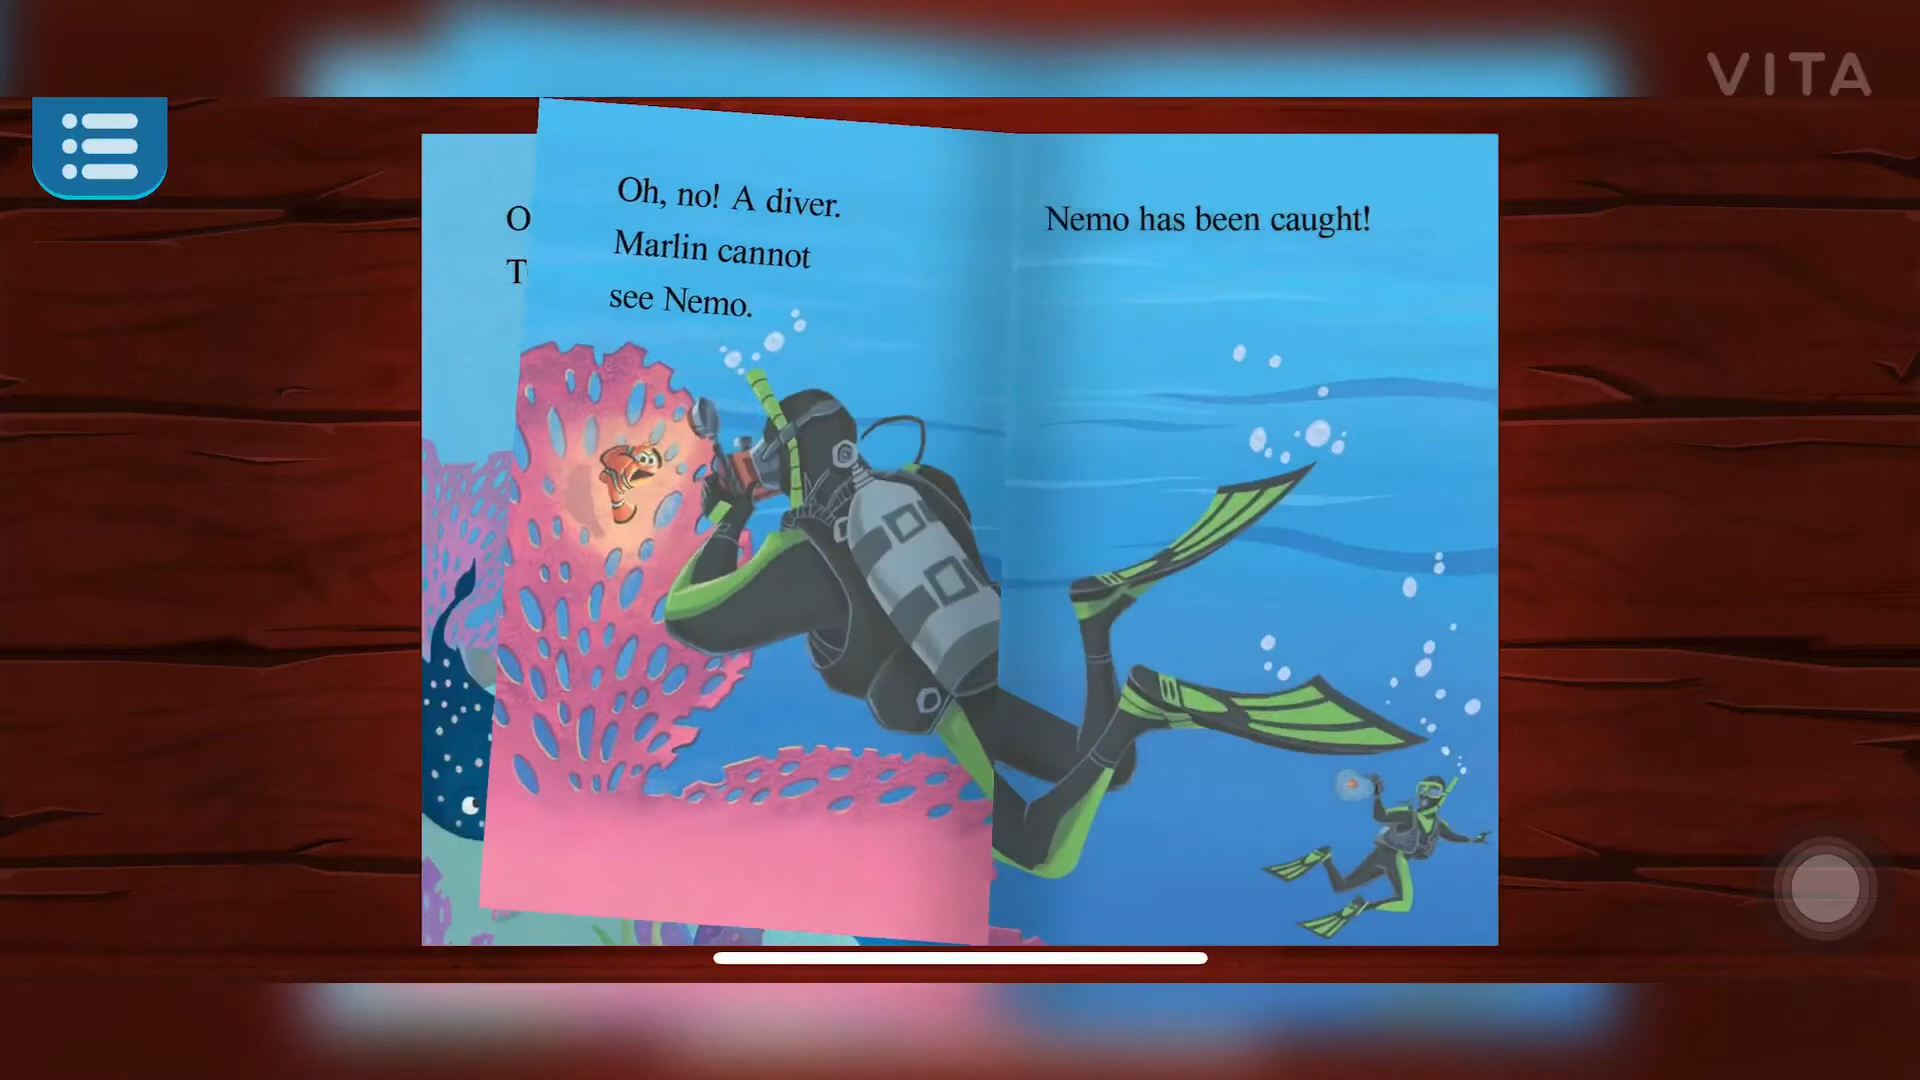 VITA
O
T
Oh, no! A diver.
Marlin cannot
see Nemo.
Nemo has been caught!